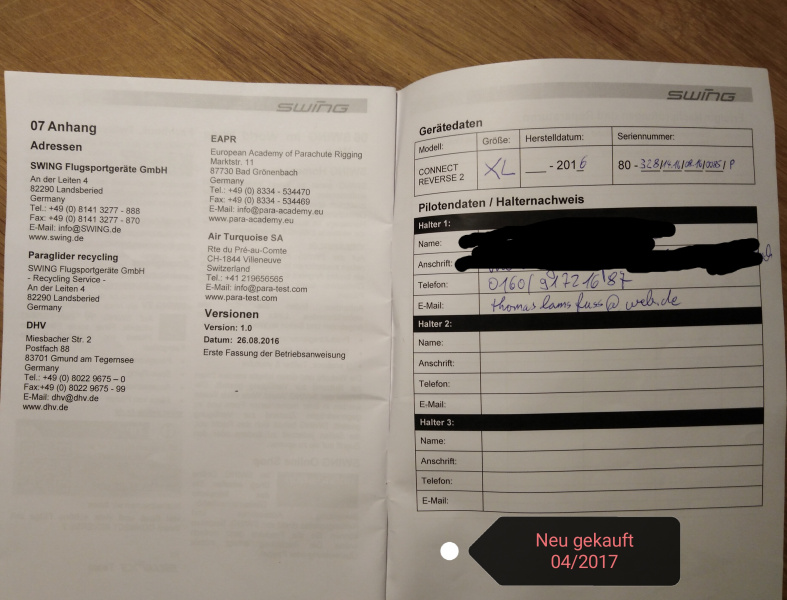 swing
07 Anhang
Adressen
SWING Flugsportgeräte GmbH
An der Leiten 4
82290 Landsberied
Germany
Tel.: +49 (0) 8141 3277 - 888
Fax: +49 (0) 8141 3277 - 870
E-Mail: info@SWING.de
www.swing.de
Paraglider recycling
SWING Flugsportgeräte GmbH
- Recycling Service -
An der Leiten 4
82290 Landsberied
Germany
DHV
Miesbacher Str. 2
Postfach 88
83701 Gmund am Tegernsee
Germany
Tel.: +49 (0) 8022 9675 – 0
Fax:+49 (0) 8022 9675 - 99
E-Mail: dhv@dhv.de
www.dhv.de
EAPR
European Academy of Parachute Rigging
Marktstr. 11
87730 Bad Grönenbach
Germany
Tel.: +49 (0) 8334 - 534470
Fax: +49 (0) 8334 - 534469
E-Mail: info@para-academy.eu
www.para-academy.eu
Air Turquoise SA
Rte du Pré-au-Comte
CH-1844 Villeneuve
Switzerland
Tel.: +41 219656565
E-Mail: info@para-test.com
www.para-test.com
Versionen
Version: 1.0
Datum: 26.08.2016
Erste Fassung der Betriebsanweisung
swing
Gerätedaten
Modell: Größe: Herstelldatum: Seriennummer:
CONNECT
REVERSE 2 XL ___ - 2016 80 - 328/
Pilotendaten / Halternachweis
Halter 1:
Name:
Anschrift:
Telefon: 0160/91721687
E-Mail: thomaslamsfuss@web.de
Halter 2:
Name:
Anschrift:
Telefon:
E-Mail:
Halter 3:
Name:
Anschrift:
Telefon:
E-Mail:
Neu gekauft
04/2017